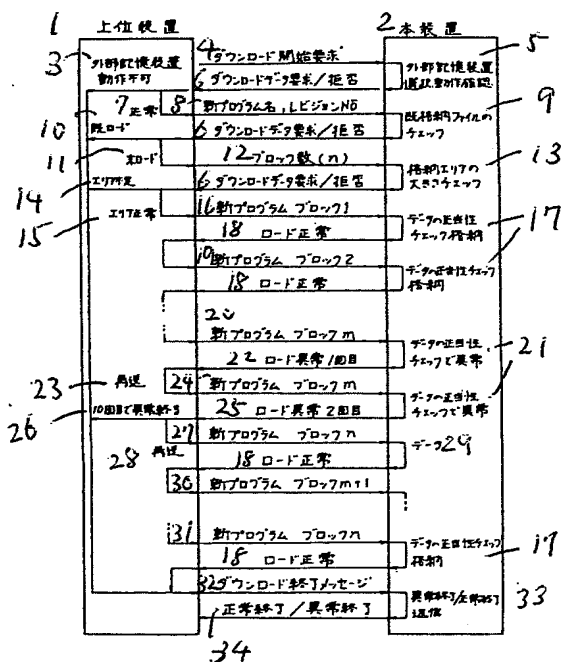 1 上位装置
2 本装置
3 外部記憶装置
動作不可
4 ダウンロード開始要求
5
6 ダウンロードデータ要求/拒否
外部記憶装置
選択,動作確認
7 正常
8 新プログラム名,レビジョンNO
9
10 既ロード
6 ダウンロードデータ要求/拒否
既格納ファイルの
チェック
11 未ロード
12 ブロック数(n)
13
14 エリア不足
6 ダウンロードデータ要求/拒否
格納エリアの
大きさチェック
15 エリア正常
16 新プログラム ブロック1
17
18 ロード正常
データの正当性
チェック格納
19 新プログラム ブロック2
18 ロード正常
データの正当性チェック
格納
20
新プログラム ブロックm
21
22 ロード異常1回目
データの正当性
チェックで異常
23 再送
24 新プログラム ブロックm
26 10回目で異常終了
25 ロード異常2回目
データの正当性
チェックで異常
27 新プログラム ブロックn
28 再送
18 ロード正常
データ29
30 新プログラム ブロックm+1
31 新プログラム ブロックn
17
18 ロード正常
データの正当性チェック
格納
32 ダウンロード終了メッセージ
33
正常終了/異常終了
異常終了/正常終了
送信
34